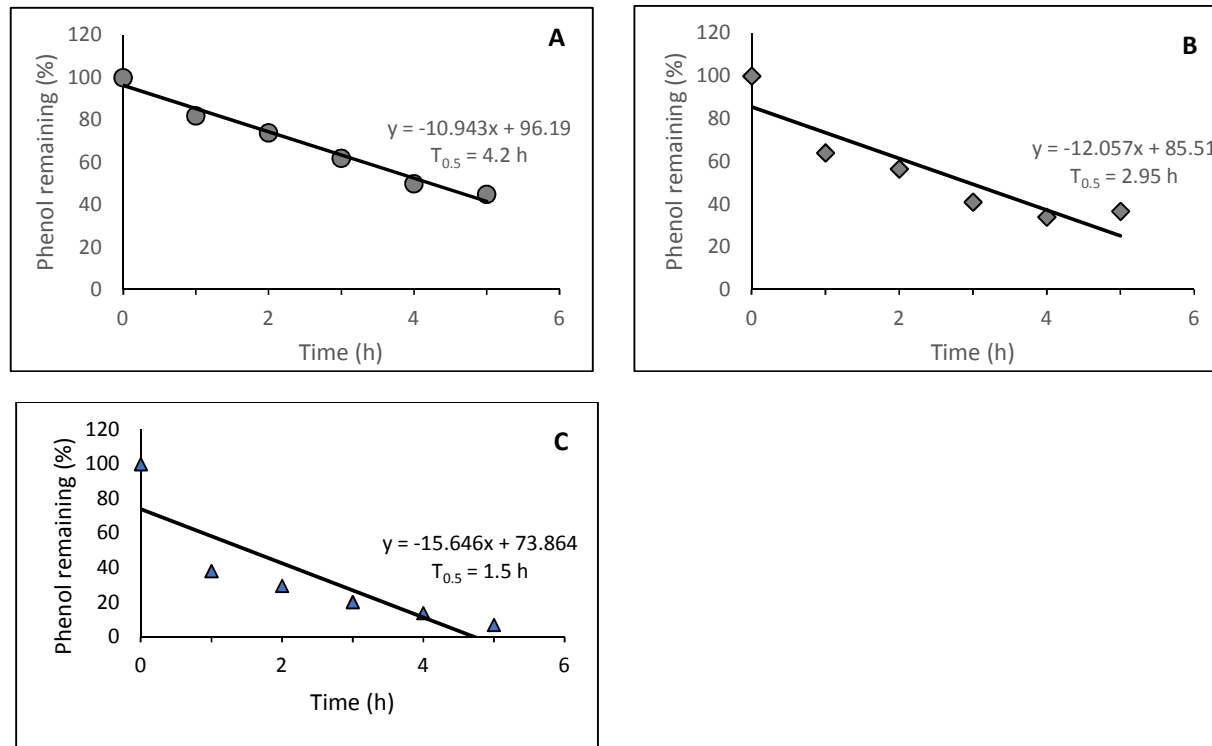 A
Phenol remaining (%)
120
100
80
60
40
20
0
y = -10.943x + 96.19
T0.5 = 4.2 h
0 2 4 6
Time (h)
B
Phenol remaining (%)
120
100
80
60
40
20
0
y = -12.057x + 85.51
T0.5 = 2.95 h
0 2 4 6
Time (h)
C
Phenol remaining (%)
120
100
80
60
40
20
0
y = -15.646x + 73.864
T0.5 = 1.5 h
0 2 4 6
Time (h)